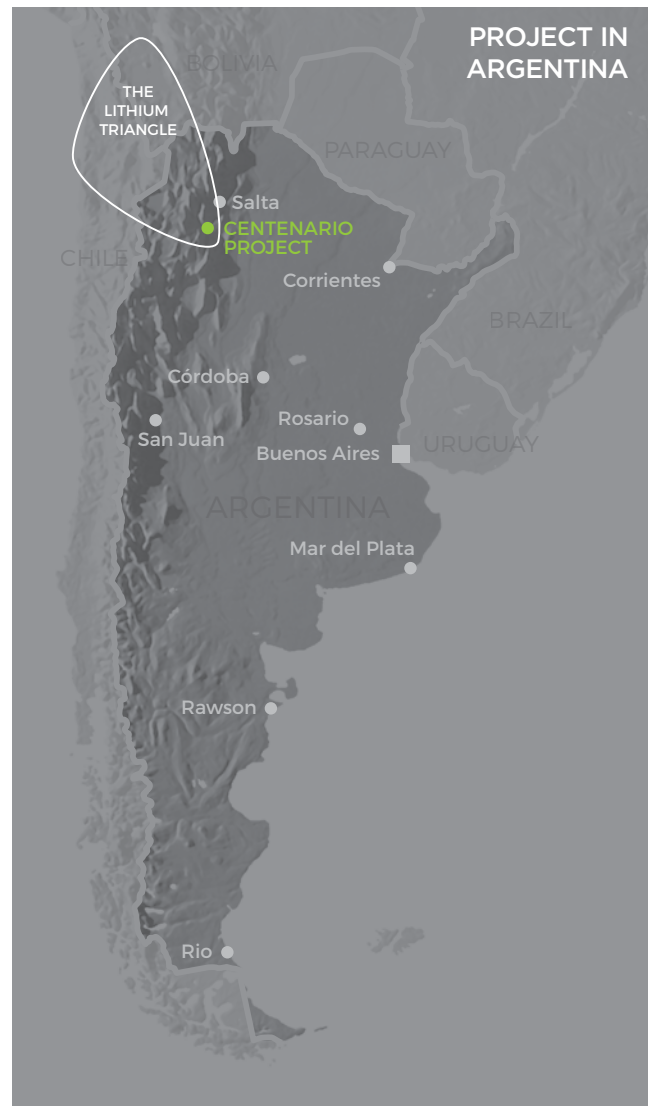 PROJECT IN
ARGENTINA
BOLIVIA
THE
LITHIUM
TRIANGLE
PARAGUAY
Salta
CENTENARIO
PROJECT
CHILE
Corrientes
BRAZIL
Córdoba
Rosario
San Juan
URUGUAY
Buenos Aires
ARGENTINA
Mar del Plata
Rawson
Rio